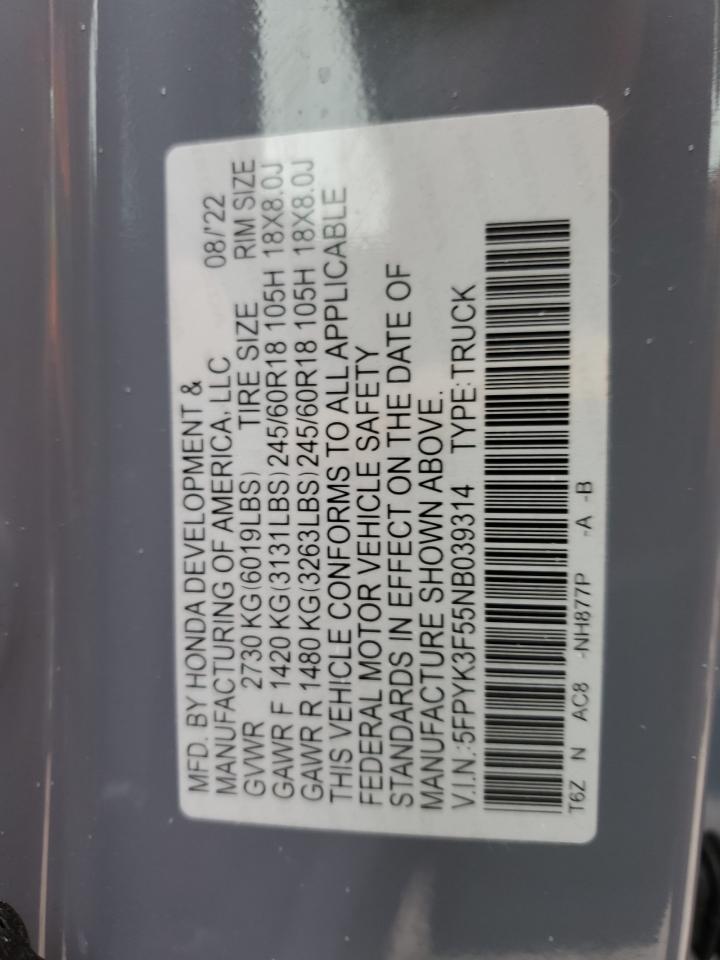 MFD. BY HONDA DEVELOPMENT &
MANUFACTURING OF AMERICA, LLC 08/'22
GVWR 2730 KG(6019LBS) TIRE SIZE RIM SIZE
GAWR F 1420 KG(3131LBS) 245/60R18 105H 18X8.0J
GAWR R 1480 KG(3263LBS) 245/60R18 105H 18X8.0J
THIS VEHICLE CONFORMS TO ALL APPLICABLE
FEDERAL MOTOR VEHICLE SAFETY
STANDARDS IN EFFECT ON THE DATE OF
MANUFACTURE SHOWN ABOVE.
V.I.N.:5FPYK3F55NB039314 TYPE:TRUCK
T6Z N AC8 -NH877P -A -B